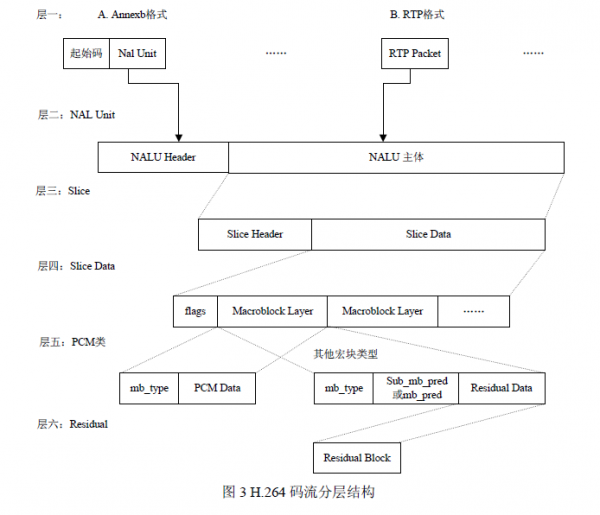 层一： A. Annexb格式 B. RTP格式
起始码 Nal Unit …… RTP Packet ……
层二：NAL Unit
NALU Header NALU 主体
层三：Slice
Slice Header Slice Data
层四：Slice Data
flags Macroblock Layer Macroblock Layer ……
层五：PCM类
其他宏块类型
mb_type PCM Data mb_type Sub_mb_pred 或mb_pred Residual Data
层六：Residual
Residual Block
图 3 H.264 码流分层结构